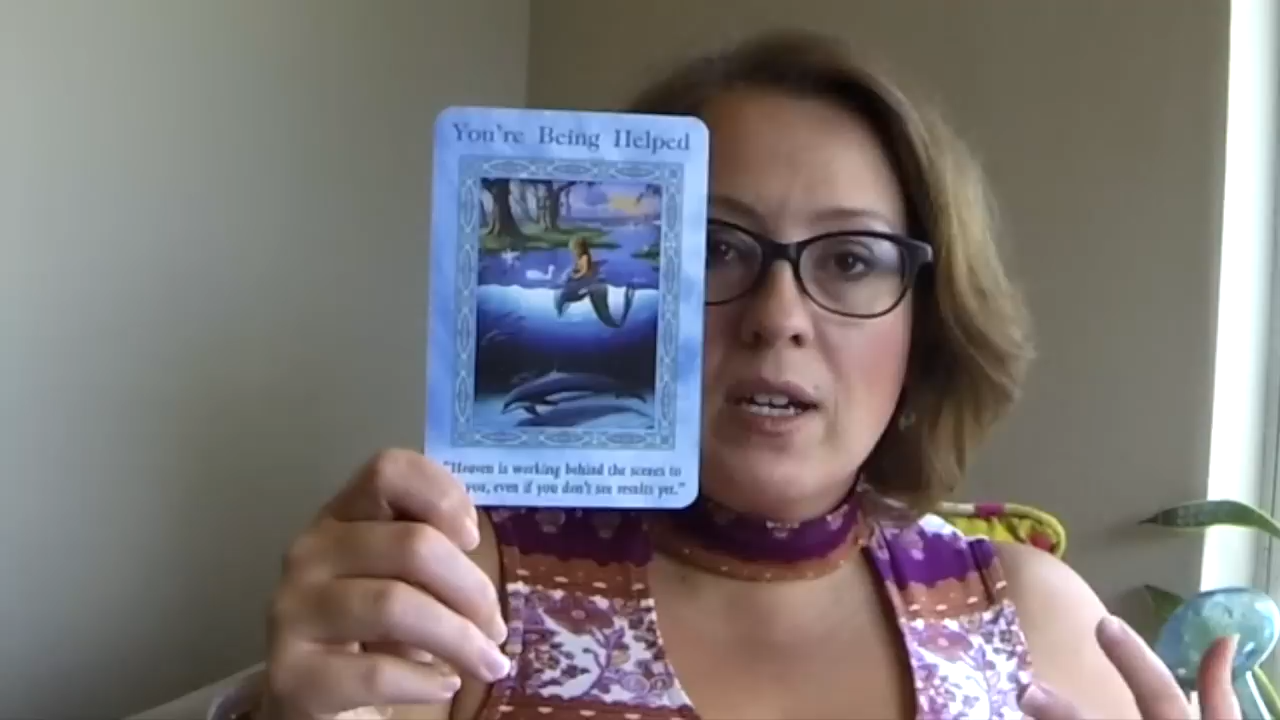 You're Being Helped
"Heaven is working behind the scenes to
you, even if you don't see results yet."